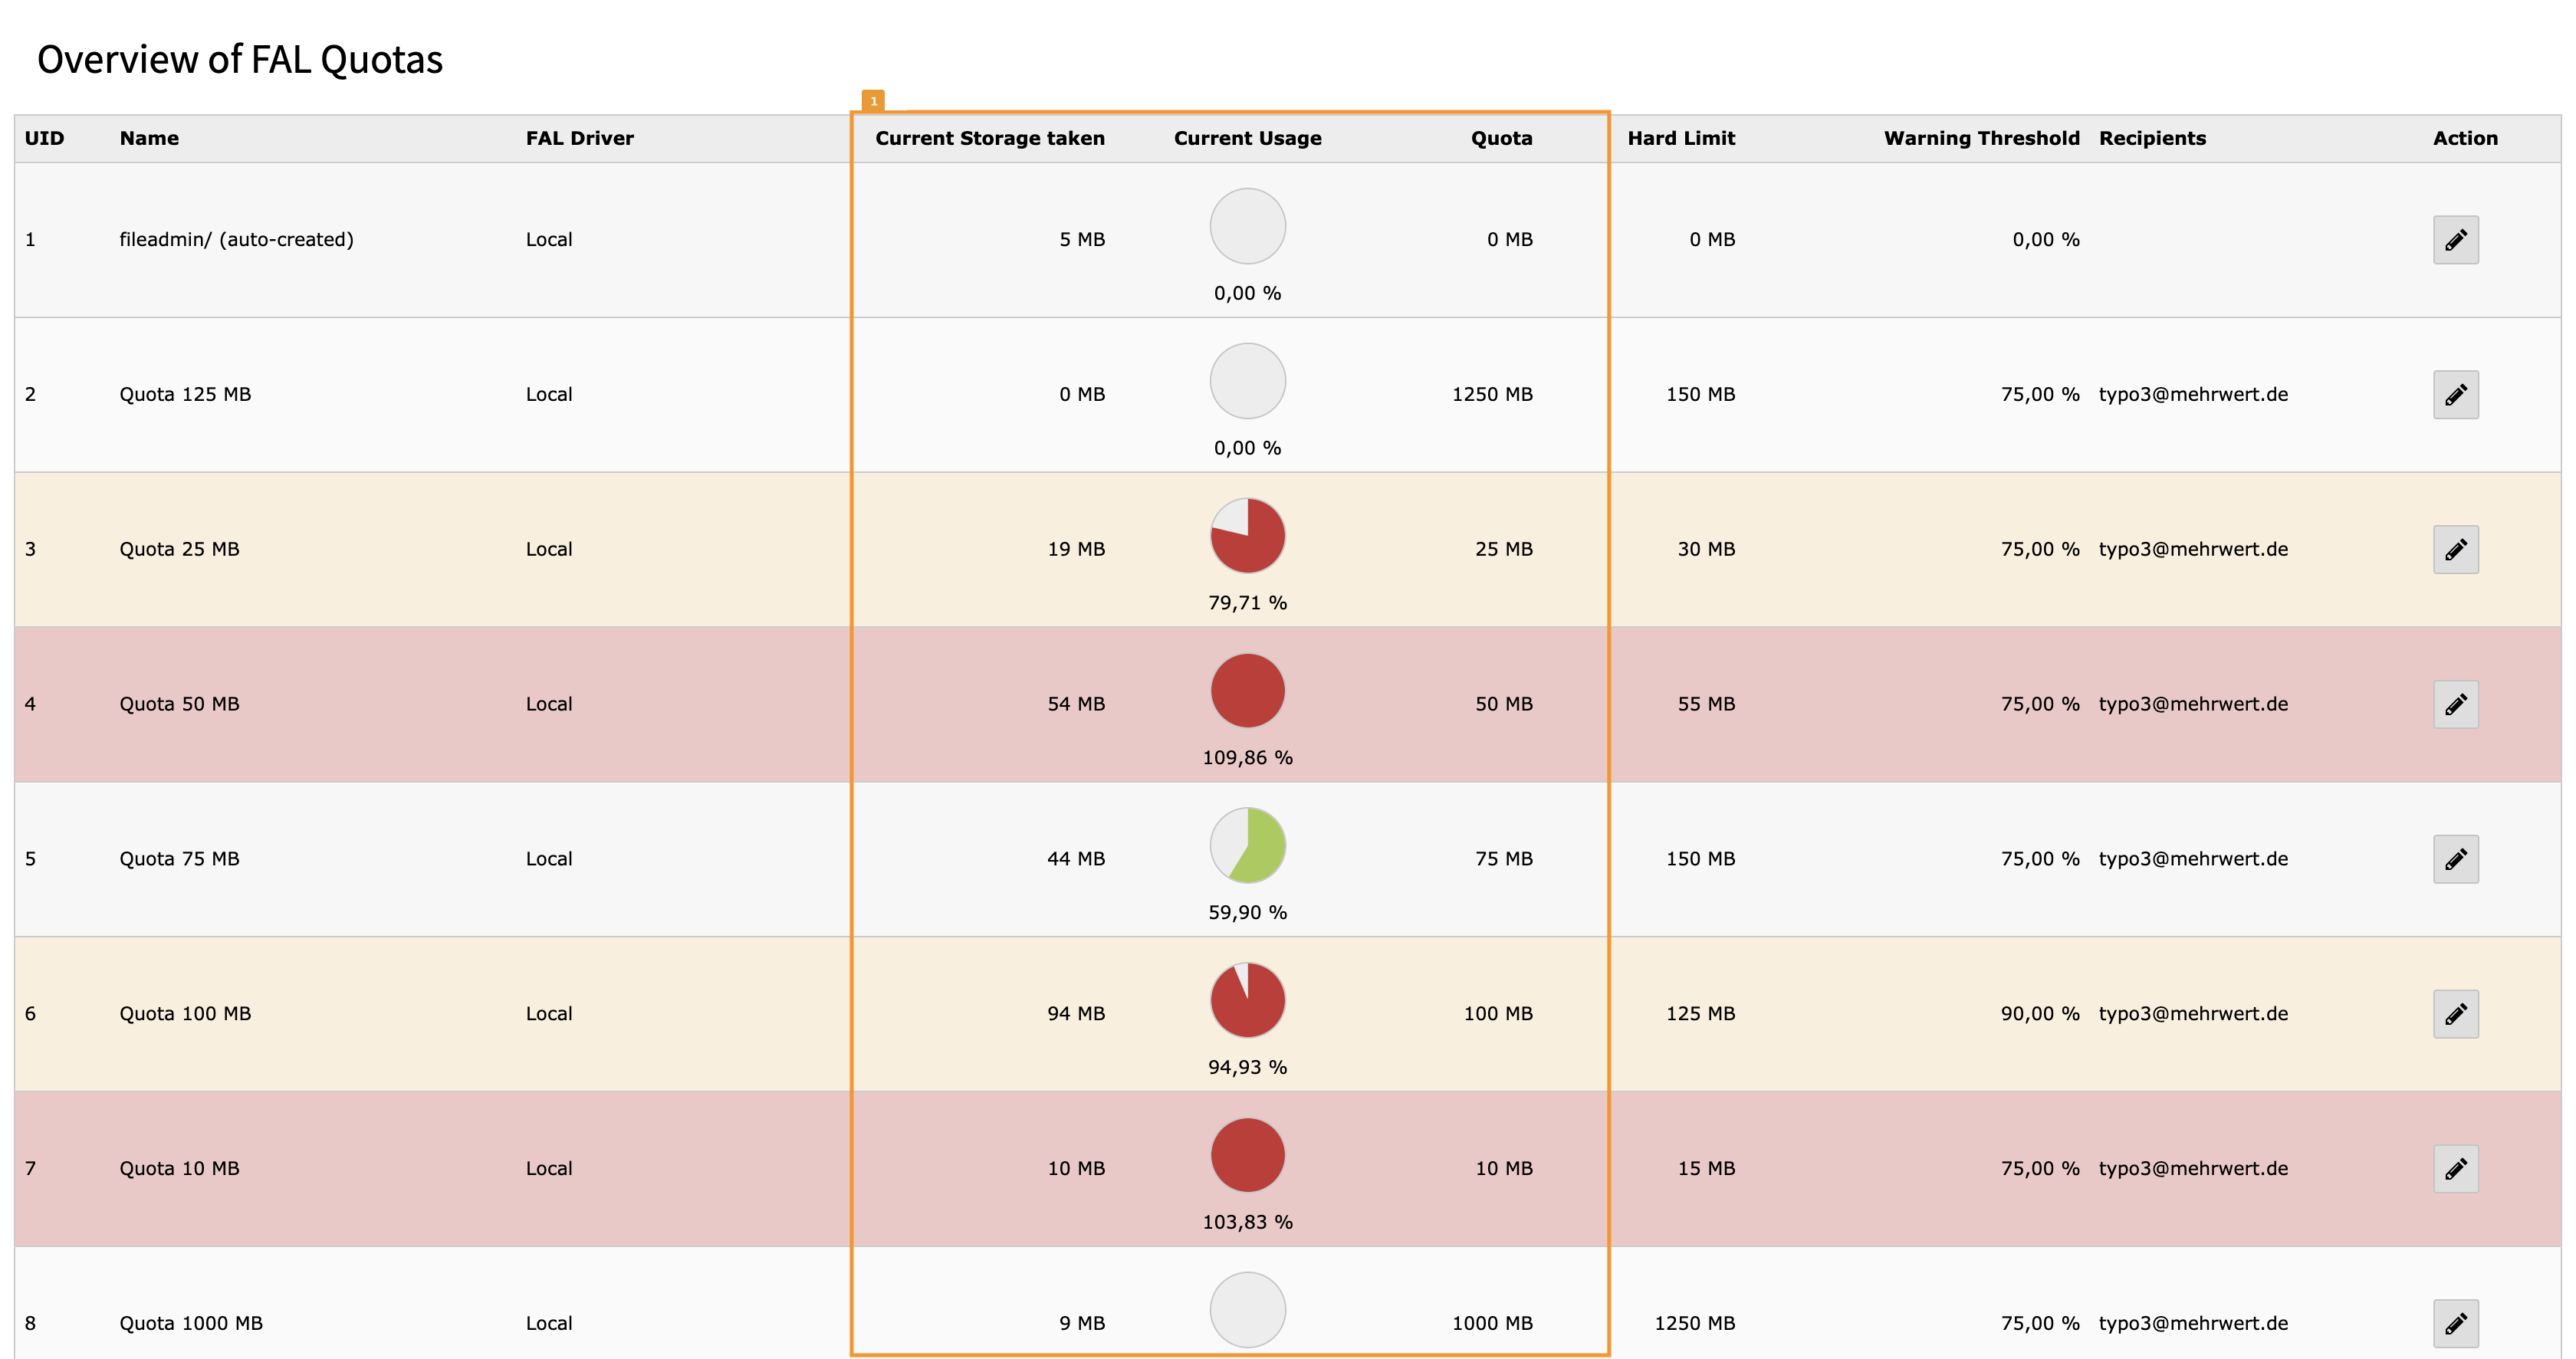 Overview of FAL Quotas
1
UID Name FAL Driver Current Storage taken Current Usage Quota Hard Limit Warning Threshold Recipients Action
1 fileadmin/ (auto-created) Local 5 MB 0 MB 0 MB 0,00 %
0,00 %
2 Quota 125 MB Local 0 MB 1250 MB 150 MB 75,00 % typo3@mehrwert.de
0,00 %
3 Quota 25 MB Local 19 MB 25 MB 30 MB 75,00 % typo3@mehrwert.de
79,71 %
4 Quota 50 MB Local 54 MB 50 MB 55 MB 75,00 % typo3@mehrwert.de
109,86 %
5 Quota 75 MB Local 44 MB 75 MB 150 MB 75,00 % typo3@mehrwert.de
59,90 %
6 Quota 100 MB Local 94 MB 100 MB 125 MB 90,00 % typo3@mehrwert.de
94,93 %
7 Quota 10 MB Local 10 MB 10 MB 15 MB 75,00 % typo3@mehrwert.de
103,83 %
8 Quota 1000 MB Local 9 MB 1000 MB 1250 MB 75,00 % typo3@mehrwert.de